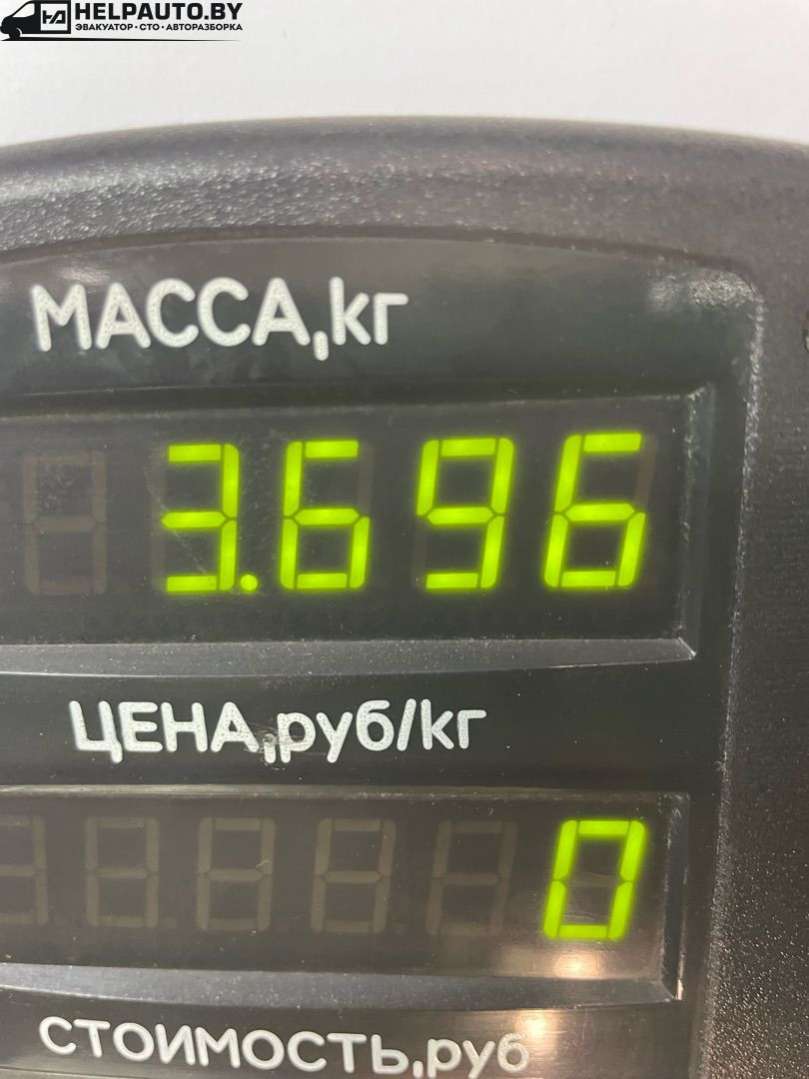 HELPAUTO.BY
ЭВАКУАТОР · СТО · АВТОРАЗБОРКА
МАССА,кг
3.696
ЦЕНА,руб/кг
0
СТОИМОСТЬ,руб